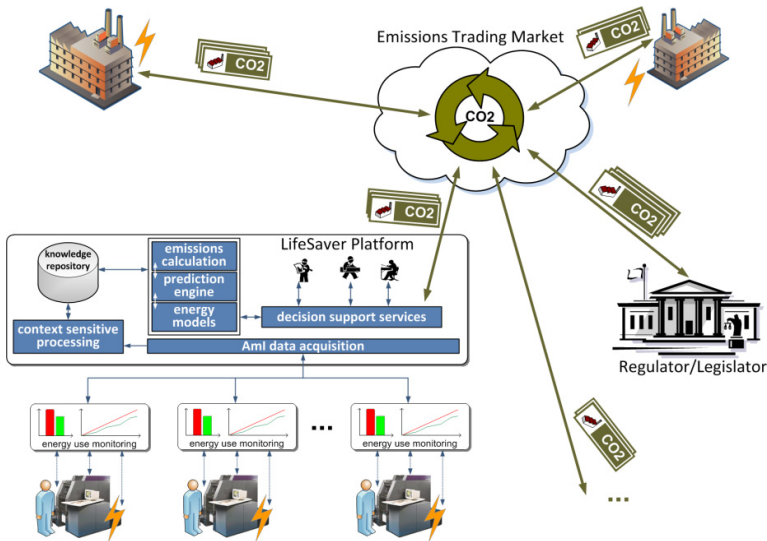 Emissions Trading Market
CO2
CO2
CO2
CO2
CO2
LifeSaver Platform
knowledge
repository
emissions
calculation
prediction
engine
energy
models
decision support services
context sensitive
processing
AmI data acquisition
Regulator/Legislator
energy use monitoring
energy use monitoring
...
energy use monitoring
CO2
...